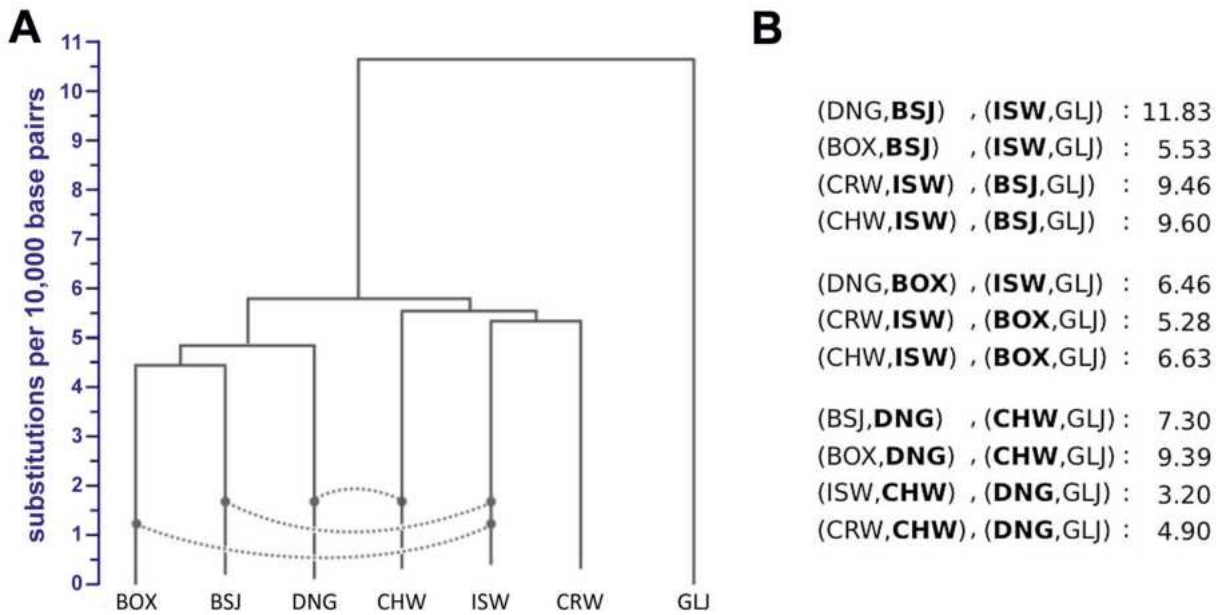 A
B
substitutions per 10,000 base pairrs
11
10
9
8
7
6
5
4
3
2
1
0
BOX BSJ DNG CHW ISW CRW GLJ
(DNG,BSJ) , (ISW,GLJ) : 11.83
(BOX,BSJ) , (ISW,GLJ) : 5.53
(CRW,ISW) , (BSJ,GLJ) : 9.46
(CHW,ISW) , (BSJ,GLJ) : 9.60
(DNG,BOX) , (ISW,GLJ) : 6.46
(CRW,ISW) , (BOX,GLJ) : 5.28
(CHW,ISW) , (BOX,GLJ) : 6.63
(BSJ,DNG) , (CHW,GLJ) : 7.30
(BOX,DNG) , (CHW,GLJ) : 9.39
(ISW,CHW) , (DNG,GLJ) : 3.20
(CRW,CHW) , (DNG,GLJ) : 4.90